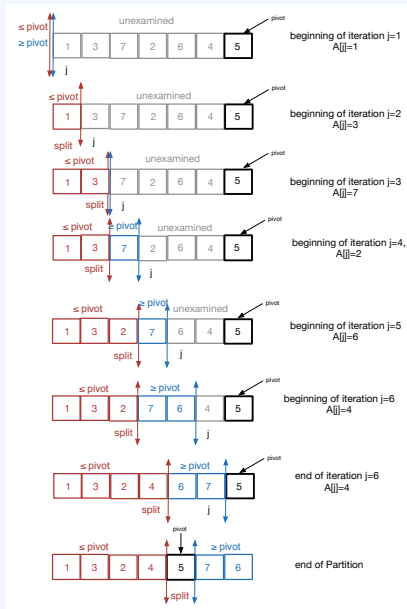 pivot
unexamined
≤ pivot
≥ pivot
1 3 7 2 6 4 5
j
beginning of iteration j=1
A[j]=1
pivot
unexamined
≤ pivot
1 3 7 2 6 4 5
split
j
beginning of iteration j=2
A[j]=3
pivot
≤ pivot
unexamined
1 3 7 2 6 4 5
split
j
beginning of iteration j=3
A[j]=7
pivot
≤ pivot ≥ pivot unexamined
1 3 7 2 6 4 5
split
j
beginning of iteration j=4,
A[j]=2
pivot
≥ pivot
≤ pivot unexamined
1 3 2 7 6 4 5
split
j
beginning of iteration j=5
A[j]=6
pivot
≤ pivot ≥ pivot
1 3 2 7 6 4 5
split
j
beginning of iteration j=6
A[j]=4
pivot
≤ pivot ≥ pivot
1 3 2 4 6 7 5
split
j
end of iteration j=6
A[j]=4
pivot
≤ pivot ≥ pivot
1 3 2 4 5 7 6
split
end of Partition